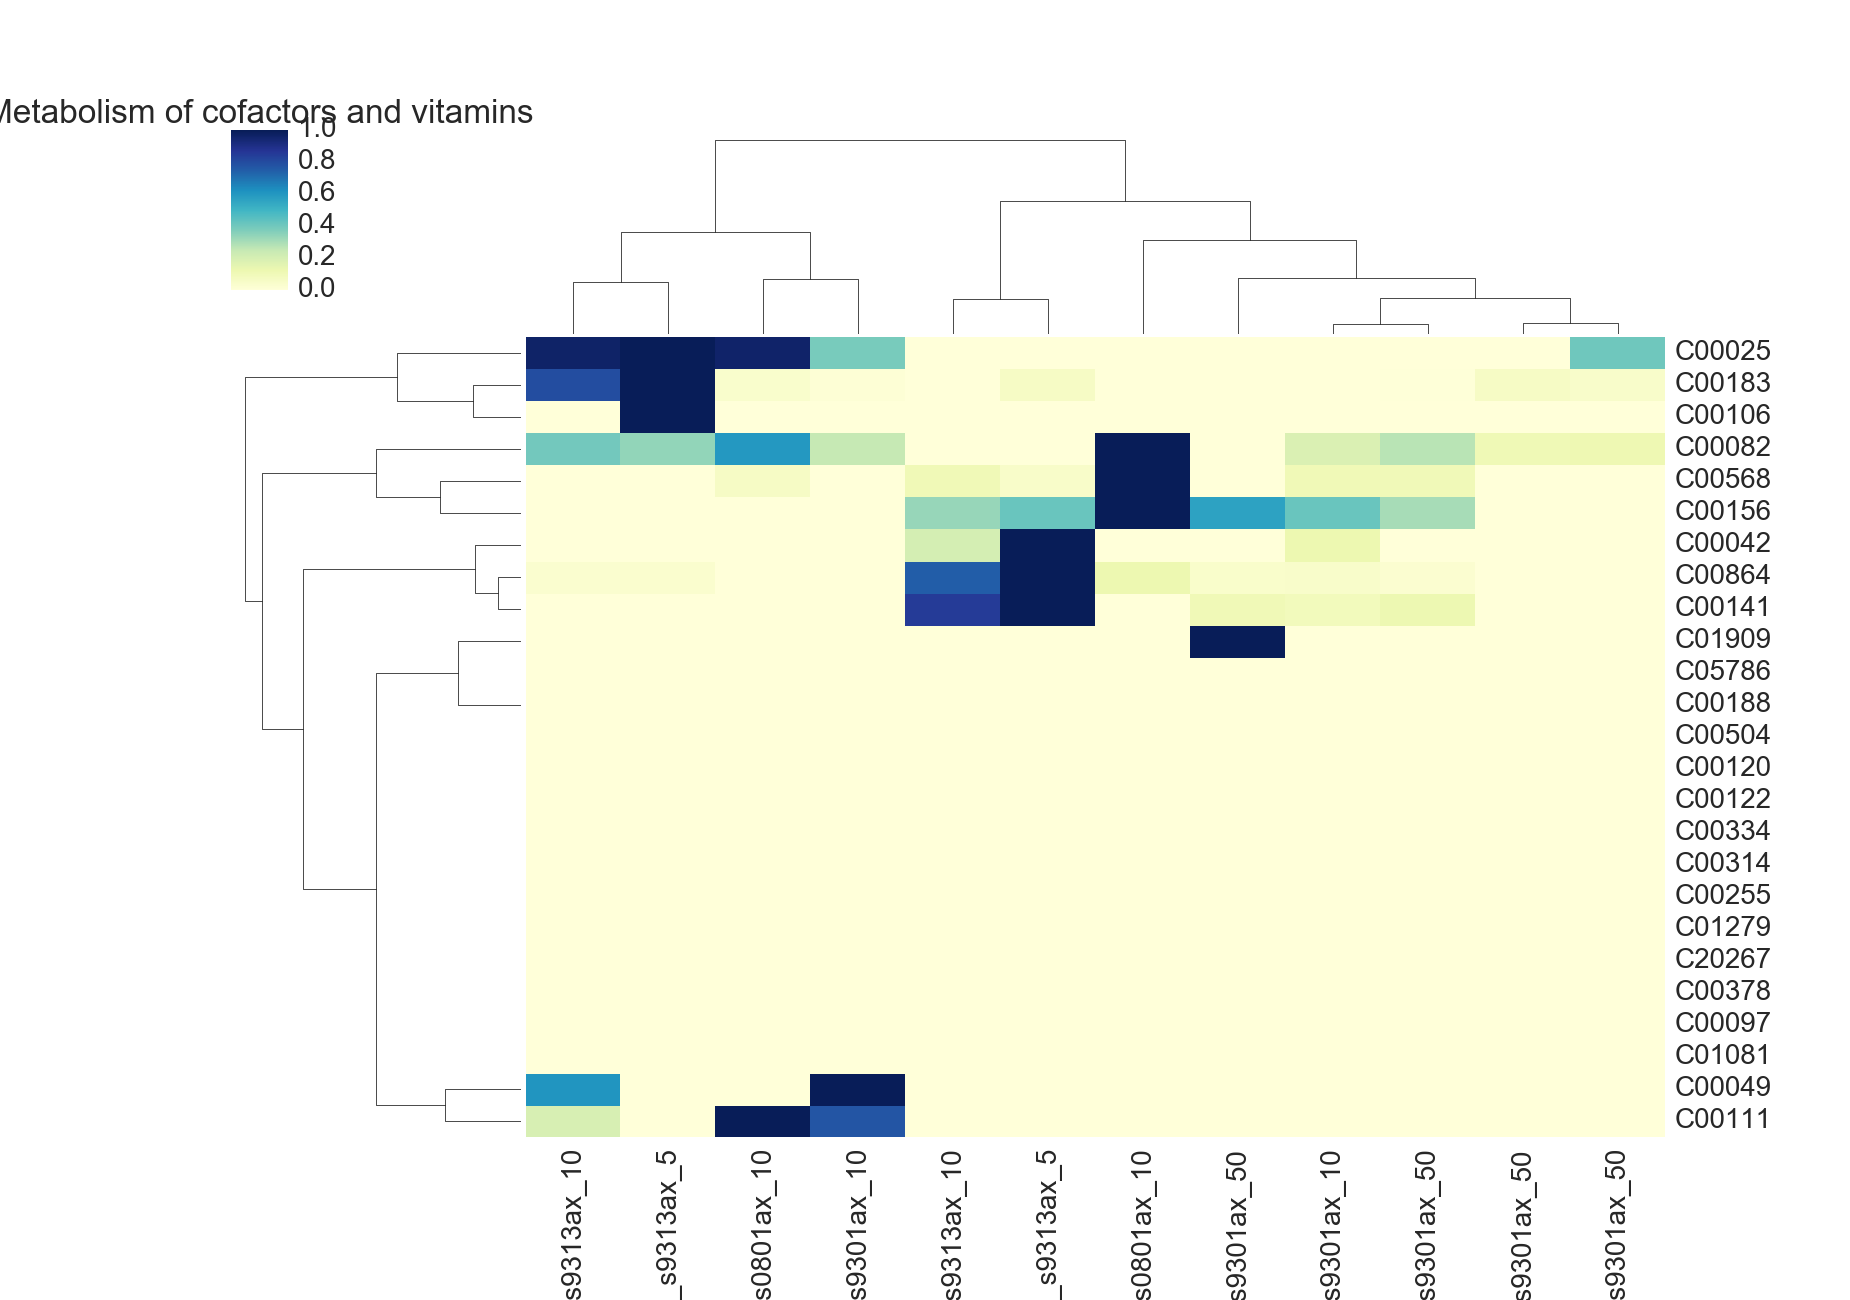 Metabolism of cofactors and vitamins
1.0
0.8
0.6
0.4
0.2
0.0
C00025
C00183
C00106
C00082
C00568
C00156
C00042
C00864
C00141
C01909
C05786
C00188
C00504
C00120
C00122
C00334
C00314
C00255
C01279
C20267
C00378
C00097
C01081
C00049
C00111
s9313ax_10
_s9313ax_5
s0801ax_10
s9301ax_10
s9313ax_10
_s9313ax_5
s0801ax_10
s9301ax_50
s9301ax_10
s9301ax_50
s9301ax_50
s9301ax_50